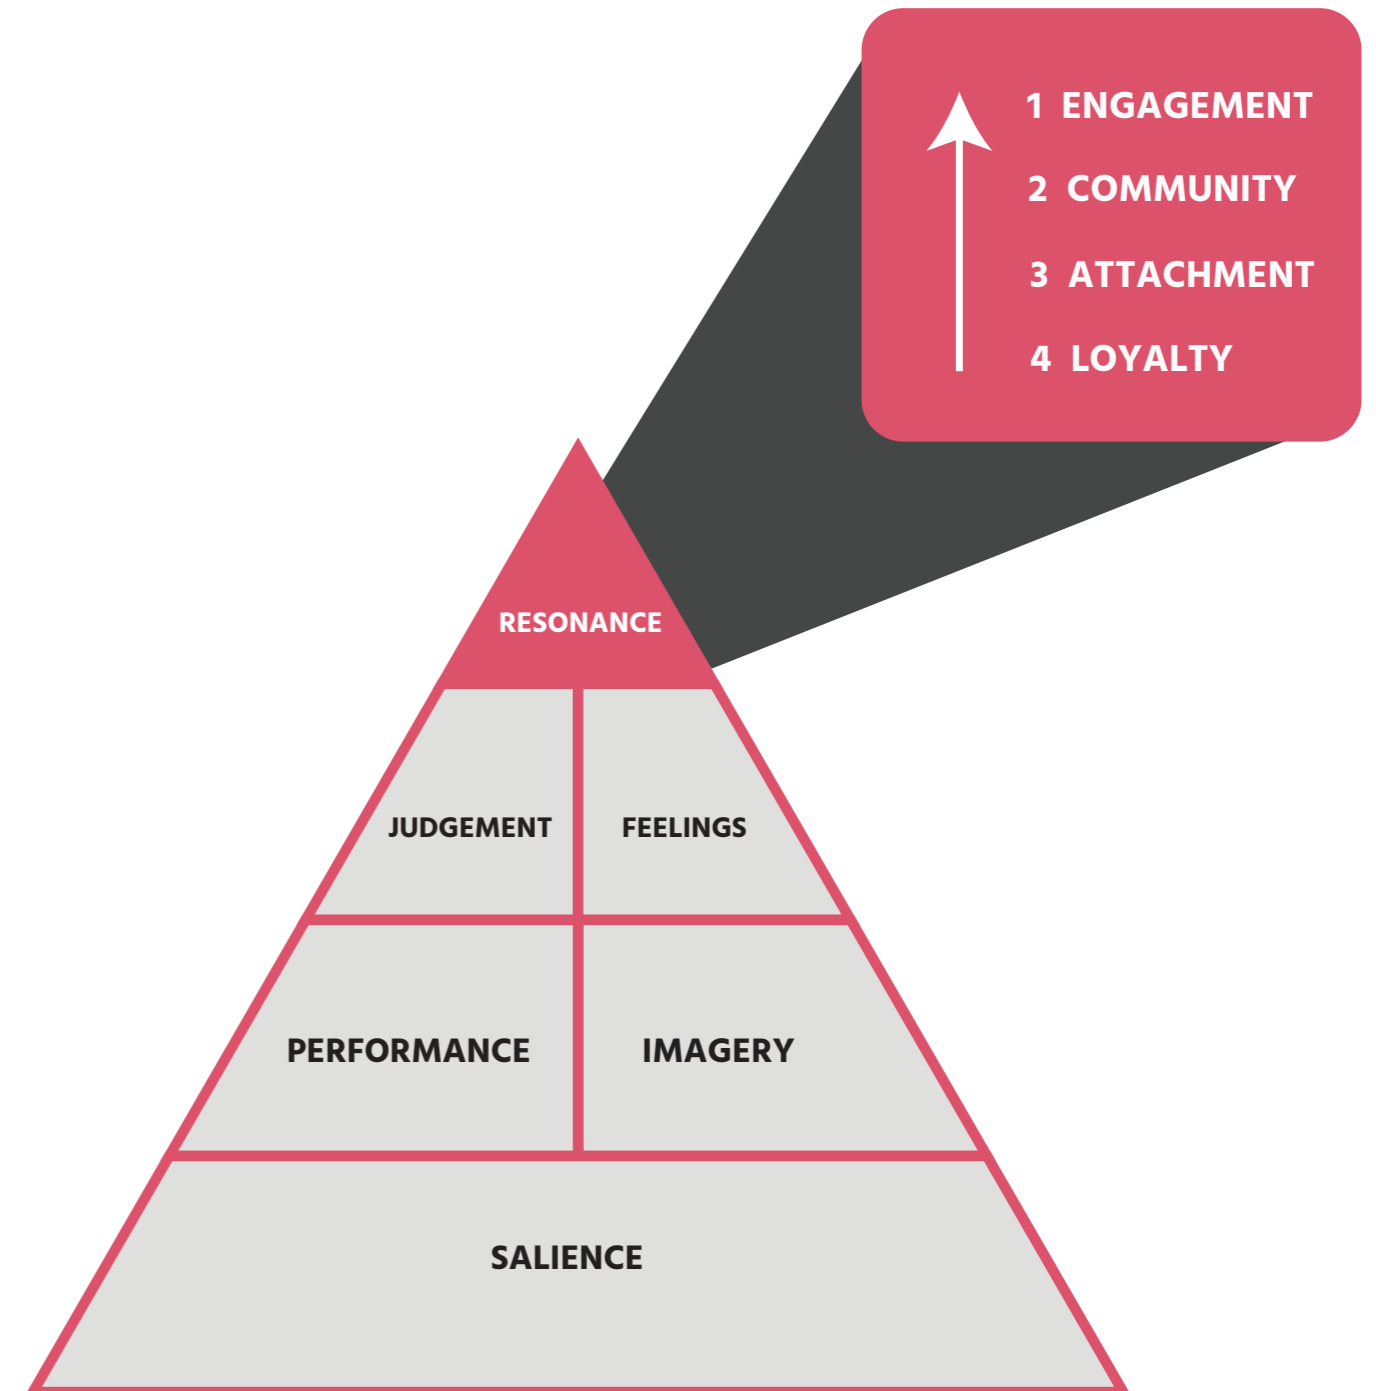 1 ENGAGEMENT
2 COMMUNITY
3 ATTACHMENT
4 LOYALTY
RESONANCE
JUDGEMENT
FEELINGS
PERFORMANCE
IMAGERY
SALIENCE